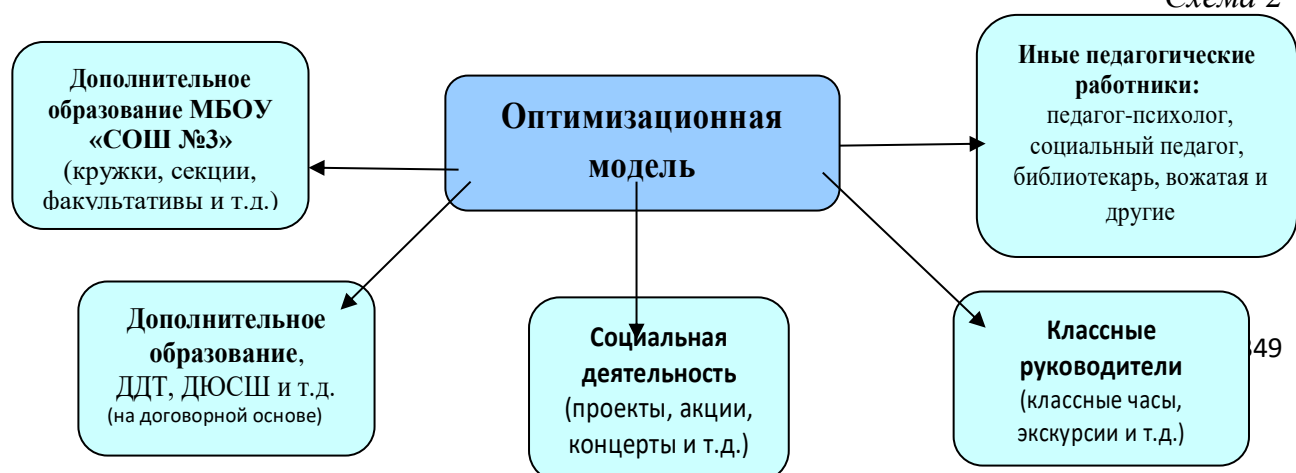 Схема 2
Дополнительное
образование МБОУ
«СОШ №3»
(кружки, секции,
факультативы и т.д.)
Оптимизационная
модель
Иные педагогические
работники:
педагог-психолог,
социальный педагог,
библиотекарь, вожатая и
другие
Дополнительное
образование,
ДДТ, ДЮСШ и т.д.
(на договорной основе)
Социальная
деятельность
(проекты, акции,
концерты и т.д.)
Классные
руководители
(классные часы,
экскурсии и т.д.)
49